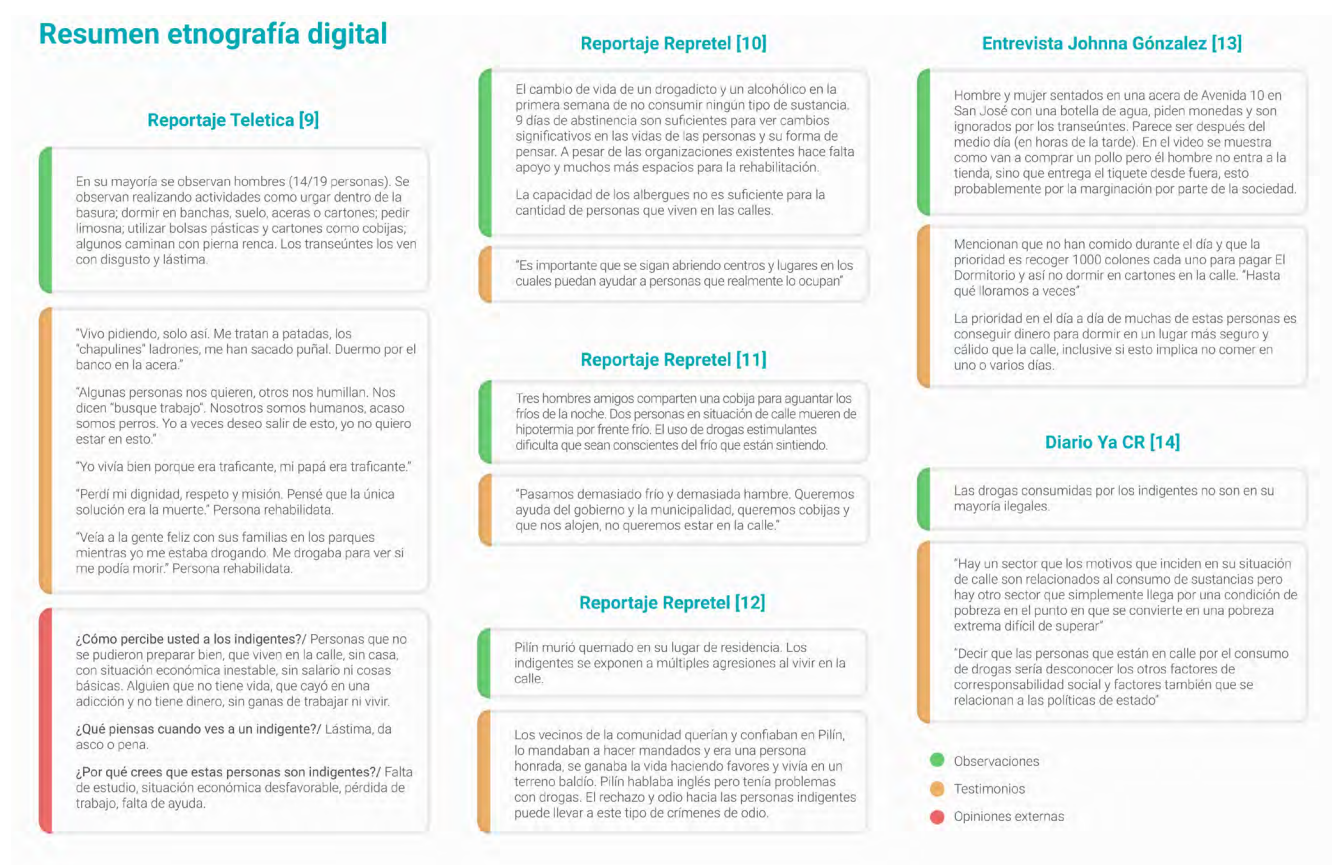 Resumen etnografía digital
Reportaje Teletica [9]
En su mayoría se observan hombres (14/19 personas). Se
observan realizando actividades como urgar dentro de la
basura; dormir en banchas, suelo, aceras o cartones; pedir
limosna; utilizar bolsas pásticas y cartones como cobijas;
algunos caminan con pierna renca. Los transeúntes los ven
con disgusto y lástima.
"Vivo pidiendo, solo así. Me tratan a patadas, los
"chapulines" ladrones, me han sacado puñal. Duermo por el
banco en la acera."
"Algunas personas nos quieren, otros nos humillan. Nos
dicen "busque trabajo". Nosotros somos humanos, acaso
somos perros. Yo a veces deseo salir de esto, yo no quiero
estar en esto."
"Yo vivía bien porque era traficante, mi papá era traficante."
"Perdí mi dignidad, respeto y misión. Pensé que la única
solución era la muerte." Persona rehabilidata.
"Veía a la gente feliz con sus familias en los parques
mientras yo me estaba drogando. Me drogaba para ver si
me podía morir." Persona rehabilidata.
¿Cómo percibe usted a los indigentes?/ Personas que no
se pudieron preparar bien, que viven en la calle, sin casa,
con situación económica inestable, sin salario ni cosas
básicas. Alguien que no tiene vida, que cayó en una
adicción y no tiene dinero, sin ganas de trabajar ni vivir.
¿Qué piensas cuando ves a un indigente?/ Lástima, da
asco o pena.
¿Por qué crees que estas personas son indigentes?/ Falta
de estudio, situación económica desfavorable, pérdida de
trabajo, falta de ayuda.
Reportaje Repretel [10]
El cambio de vida de un drogadicto y un alcohólico en la
primera semana de no consumir ningún tipo de sustancia.
9 días de abstinencia son suficientes para ver cambios
significativos en las vidas de las personas y su forma de
pensar. A pesar de las organizaciones existentes hace falta
apoyo y muchos más espacios para la rehabilitación.
La capacidad de los albergues no es suficiente para la
cantidad de personas que viven en las calles.
"Es importante que se sigan abriendo centros y lugares en los
cuales puedan ayudar a personas que realmente lo ocupan"
Reportaje Repretel [11]
Tres hombres amigos comparten una cobija para aguantar los
fríos de la noche. Dos personas en situación de calle mueren de
hipotermia por frente frío. El uso de drogas estimulantes
dificulta que sean conscientes del frío que están sintiendo.
"Pasamos demasiado frío y demasiada hambre. Queremos
ayuda del gobierno y la municipalidad, queremos cobijas y
que nos alojen, no queremos estar en la calle."
Reportaje Repretel [12]
Pilín murió quemado en su lugar de residencia. Los
indigentes se exponen a múltiples agresiones al vivir en la
calle.
Los vecinos de la comunidad querían y confiaban en Pilín,
lo mandaban a hacer mandados y era una persona
honrada, se ganaba la vida haciendo favores y vivía en un
terreno baldío. Pilín hablaba inglés pero tenía problemas
con drogas. El rechazo y odio hacia las personas indigentes
puede llevar a este tipo de crímenes de odio.
Entrevista Johnna Gónzalez [13]
Hombre y mujer sentados en una acera de Avenida 10 en
San José con una botella de agua, piden monedas y son
ignorados por los transeúntes. Parece ser después del
medio día (en horas de la tarde). En el video se muestra
como van a comprar un pollo pero él hombre no entra a la
tienda, sino que entrega el tiquete desde fuera, esto
probablemente por la marginación por parte de la sociedad.
Mencionan que no han comido durante el día y que la
prioridad es recoger 1000 colones cada uno para pagar El
Dormitorio y así no dormir en cartones en la calle. "Hasta
qué lloramos a veces"
La prioridad en el día a día de muchas de estas personas es
conseguir dinero para dormir en un lugar más seguro y
cálido que la calle, inclusive si esto implica no comer en
uno o varios días.
Diario Ya CR [14]
Las drogas consumidas por los indigentes no son en su
mayoría ilegales.
"Hay un sector que los motivos que inciden en su situación
de calle son relacionados al consumo de sustancias pero
hay otro sector que simplemente llega por una condición de
pobreza en el punto en que se convierte en una pobreza
extrema difícil de superar"
"Decir que las personas que están en calle por el consumo
de drogas sería desconocer los otros factores de
corresponsabilidad social y factores también que se
relacionan a las políticas de estado"
Observaciones
Testimonios
Opiniones externas